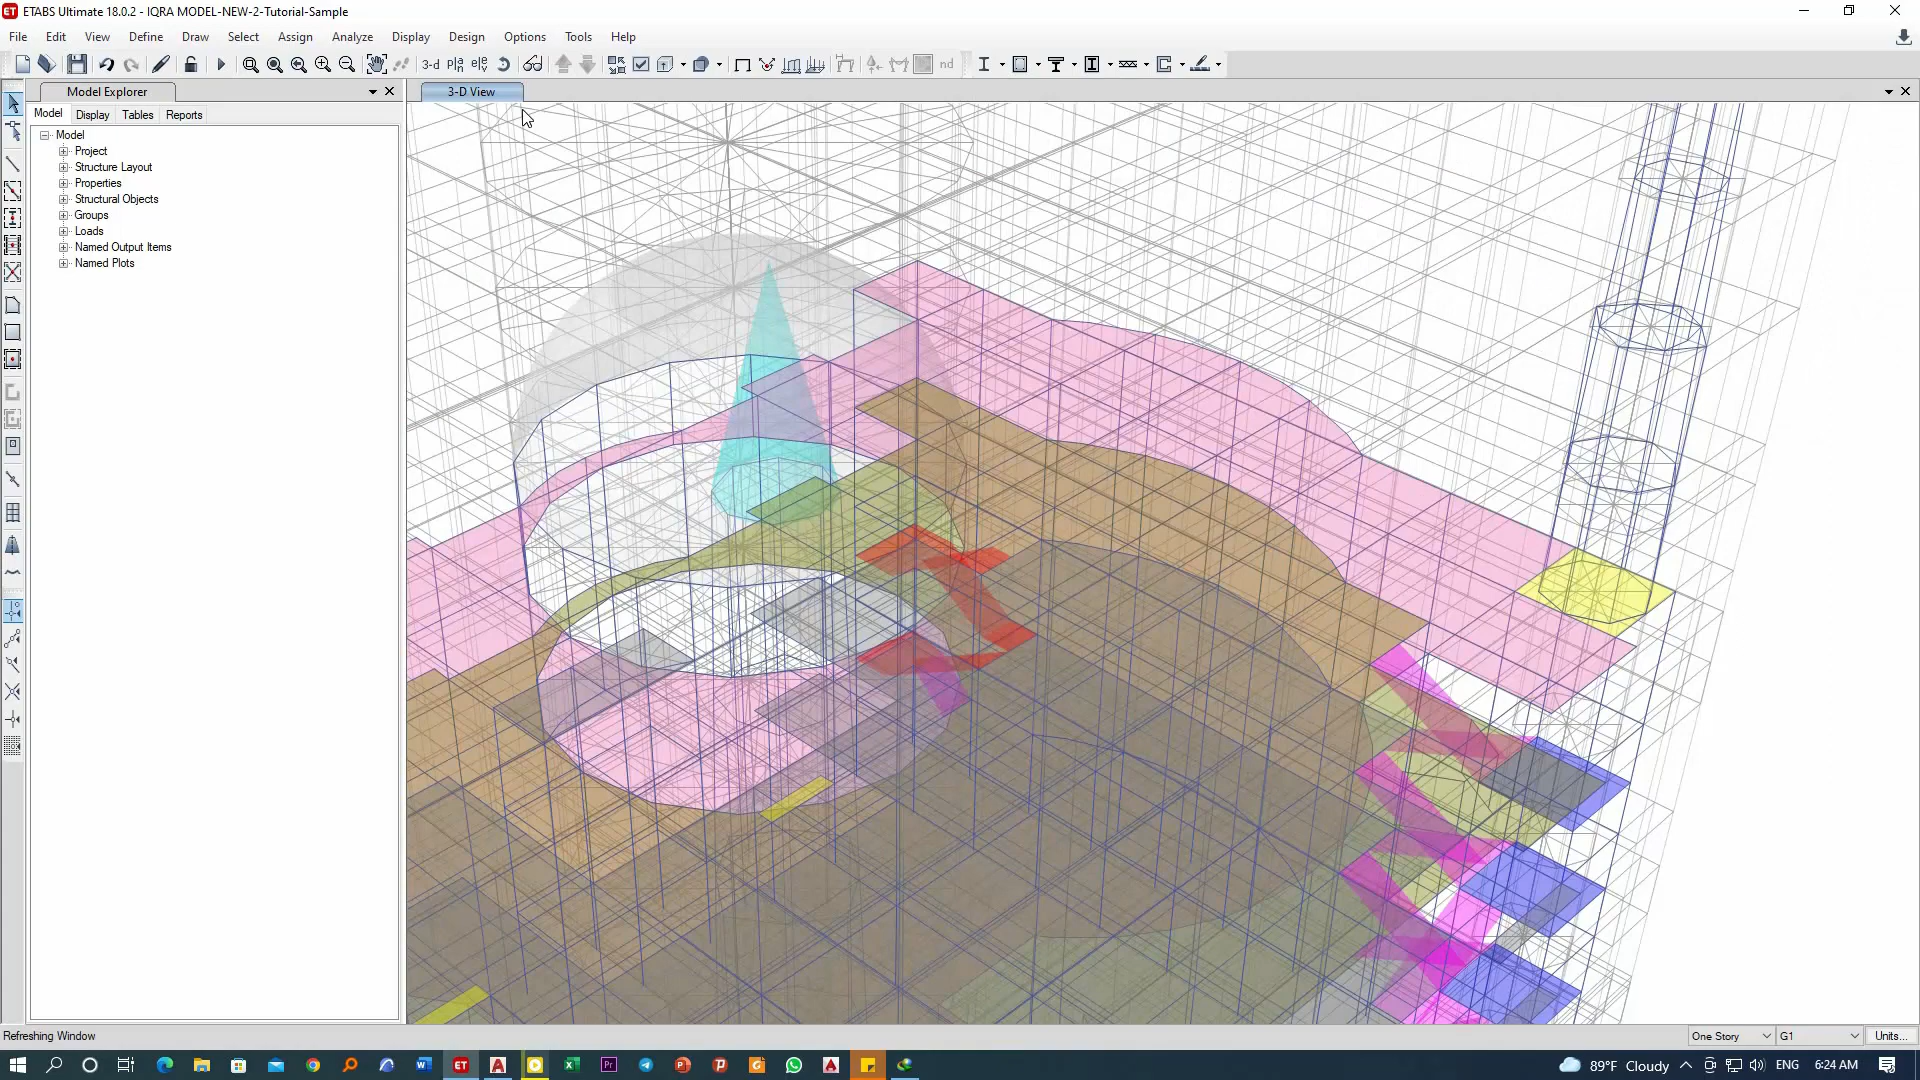 ETABS Ultimate 18.0.2 - IQRA MODEL-NEW-2-Tutorial-Sample
File Edit View Define Draw Select Assign Analyze Display Design Options Tools Help
3-d nd
Model Explorer
3-D View
Model Display Tables Reports
Model
Project
Structure Layout
Properties
Structural Objects
Groups
Loads
Named Output Items
Named Plots
Refreshing Window
One Story
G1
Units...
89°F Cloudy
ENG
6:24 AM